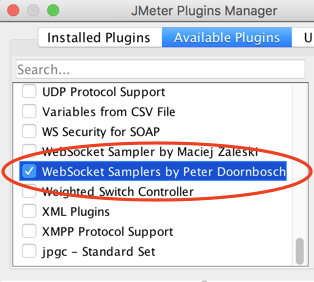 JMeter Plugins Manager
Installed Plugins
Available Plugins
U
Search...
UDP Protocol Support
Variables from CSV File
WS Security for SOAP
WebSocket Sampler by Maciej Zaleski
WebSocket Samplers by Peter Doornbosch
Weighted Switch Controller
XML Plugins
XMPP Protocol Support
jpgc - Standard Set